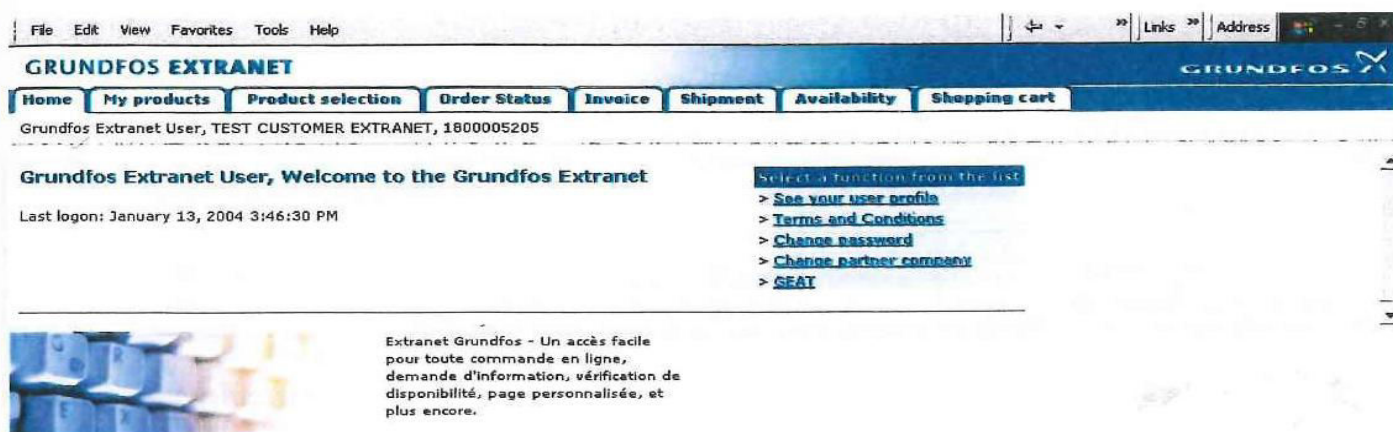 File Edit View Favorites Tools Help
Links Address
GRUNDFOS EXTRANET
GRUNDFOS
Home My products Product selection Order Status Invoice Shipment Availability Shopping cart
Grundfos Extranet User, TEST CUSTOMER EXTRANET, 1800005205
Grundfos Extranet User, Welcome to the Grundfos Extranet
Last logon: January 13, 2004 3:46:30 PM
Select a function from the list
> See your user profile
> Terms and Conditions
> Change password
> Change partner company
> GEAT
Extranet Grundfos - Un accès facile
pour toute commande en ligne,
demande d'information, vérification de
disponibilité, page personnalisée, et
plus encore.